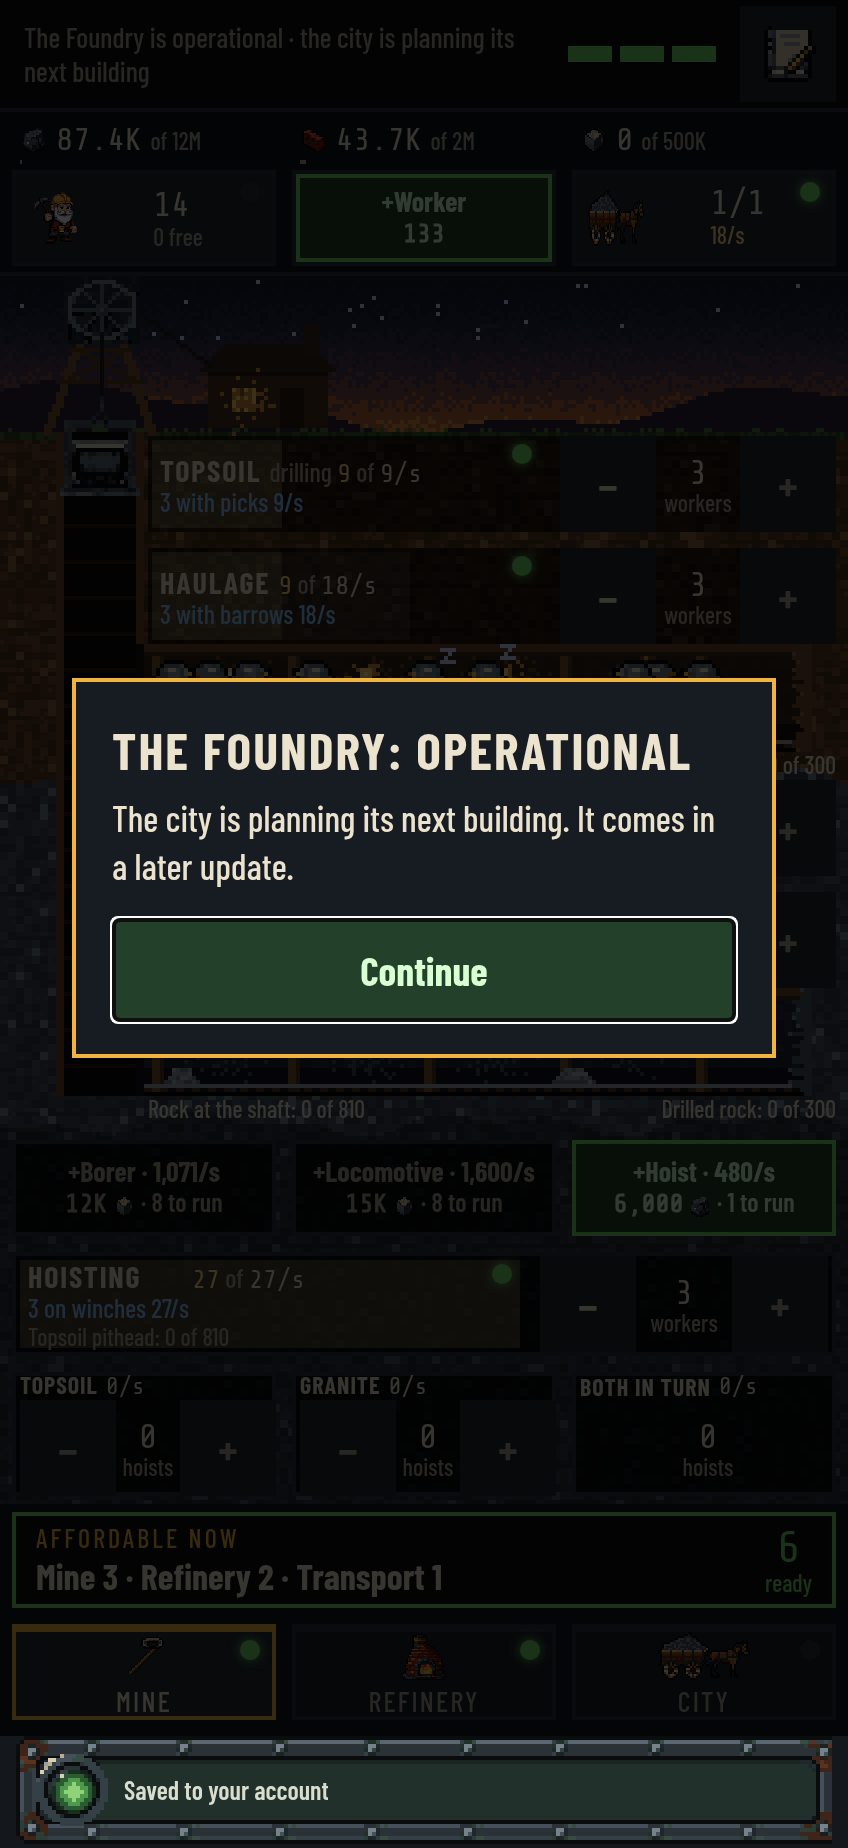 The Foundry is operational · the city is planning its
next building
87.4K of 12M
43.7K of 2M
0 of 500K
14
0 free
+Worker
133
1/1
18/s
TOPSOIL drilling 9 of 9/s
3 with picks 9/s
−
3
workers
+
HAULAGE 9 of 18/s
3 with barrows 18/s
−
3
workers
+
Z Z
THE FOUNDRY: OPERATIONAL
The city is planning its next building. It comes in
a later update.
Continue
of 300
+
+
Rock at the shaft: 0 of 810
Drilled rock: 0 of 300
+Borer · 1,071/s
12K · 8 to run
+Locomotive · 1,600/s
15K · 8 to run
+Hoist · 480/s
6,000 · 1 to run
HOISTING 27 of 27/s
3 on winches 27/s
Topsoil pithead: 0 of 810
−
3
workers
+
TOPSOIL 0/s
−
0
hoists
+
GRANITE 0/s
−
0
hoists
+
BOTH IN TURN 0/s
0
hoists
AFFORDABLE NOW
Mine 3 · Refinery 2 · Transport 1
6
ready
MINE
REFINERY
CITY
Saved to your account